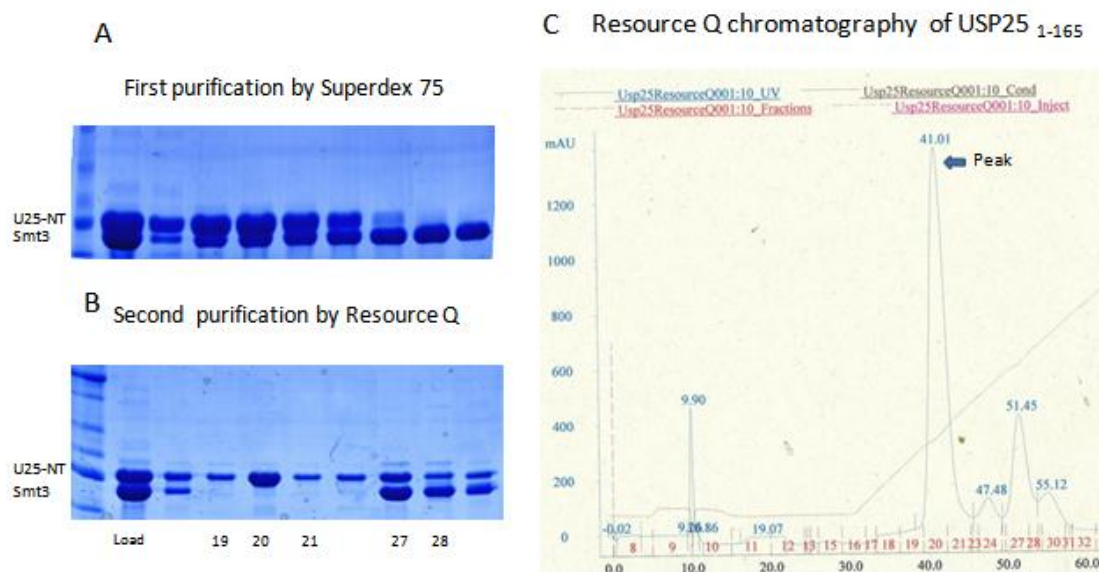 A
First purification by Superdex 75
U25-NT
Smt3
B
Second purification by Resource Q
U25-NT
Smt3
Load 19 20 21 27 28
C Resource Q chromatography of USP25 1-165
Usp25ResourceQ001:10_UV Usp25ResourceQ001:10_Cond
Usp25ResourceQ001:10_Fractions Usp25ResourceQ001:10_Inject
mAU
41.01
Peak
1200
1000
800
600
9.90
51.45
400
200
47.48
55.12
-0.02 19.07
0
8 9 10 11 12 13 15 16 17 18 19 20 21 23 24 27 28 30 31 32
0.0 10.0 20.0 30.0 40.0 50.0 60.0